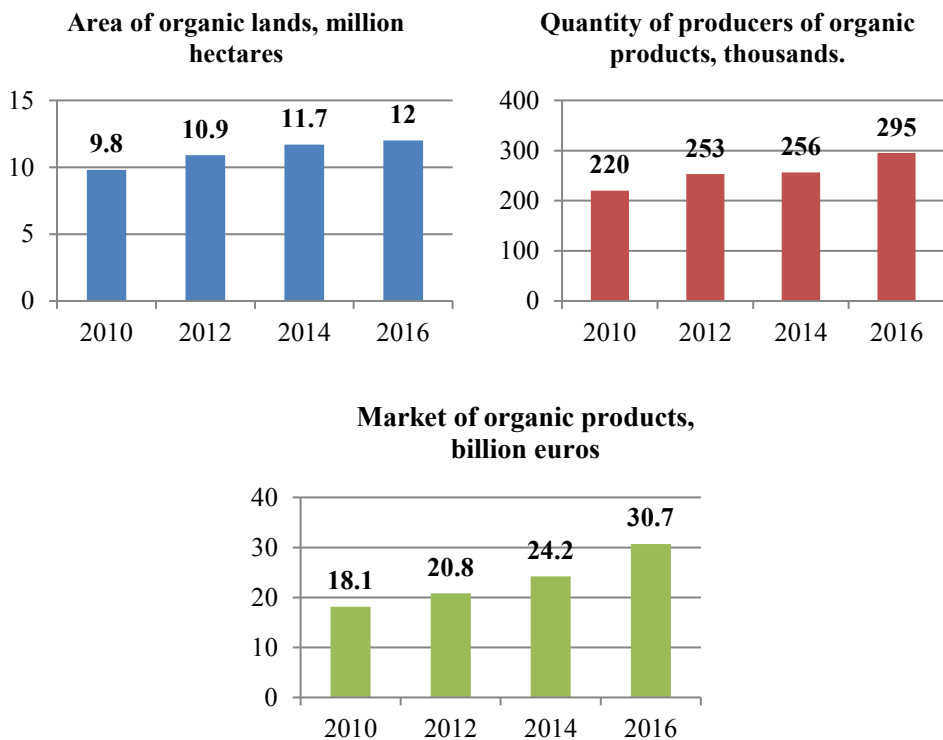 Area of organic lands, million
hectares
15
10
5
0
9.8
10.9
11.7
12
2010 2012 2014 2016
Quantity of producers of organic
products, thousands.
400
300
200
100
0
220
253
256
295
2010 2012 2014 2016
Market of organic products,
billion euros
40
30
20
10
0
18.1
20.8
24.2
30.7
2010 2012 2014 2016